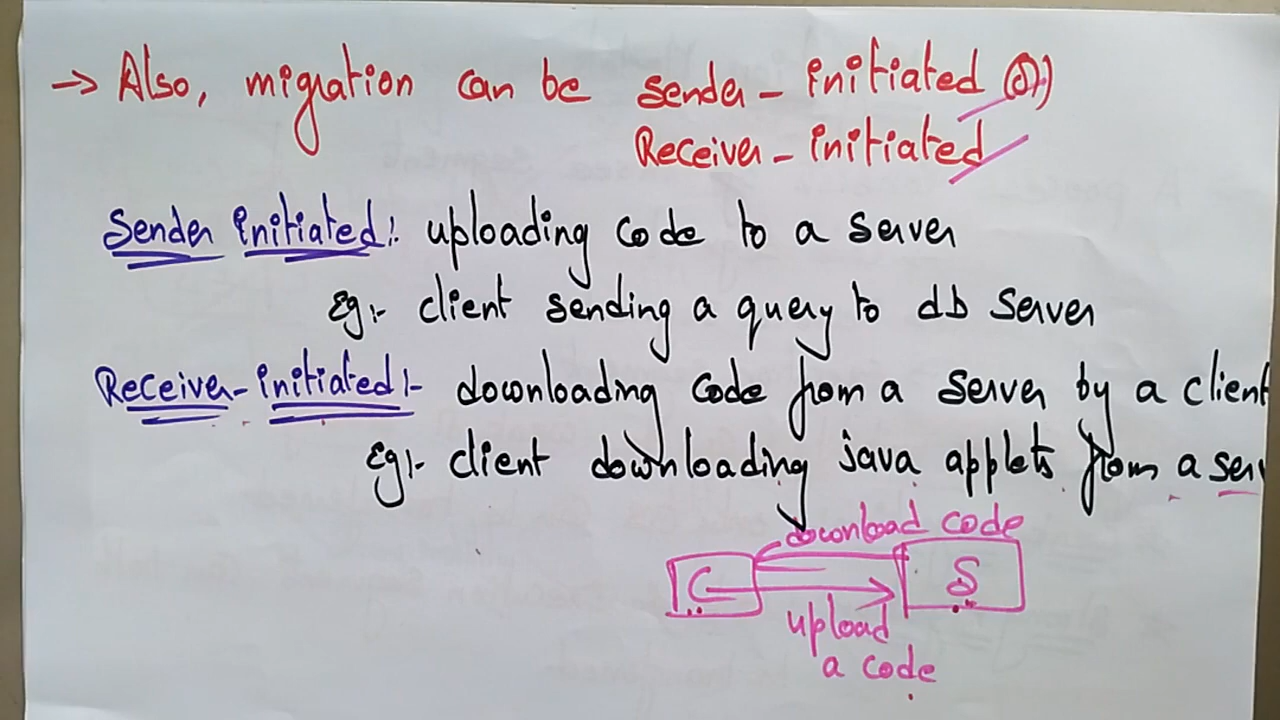 → Also, migration can be sender - initiated (or)
Receiver - initiated
Sender initiated:- uploading code to a server
Eg:- client sending a query to db server
Receiver - initiated:- downloading code from a server by a client
Eg:- client downloading java applets from a ser
download code
C S
upload
a code